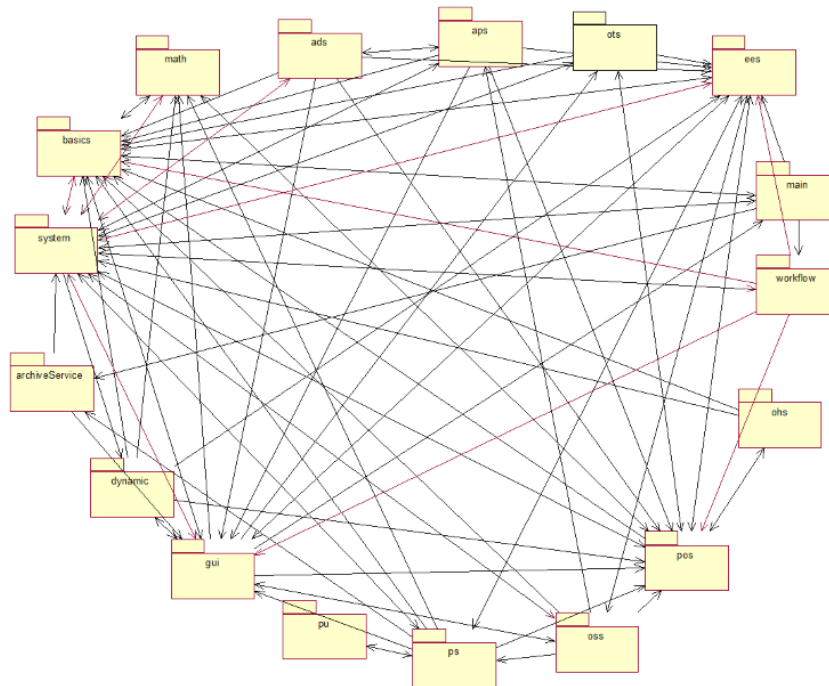 ads
aps
ots
math
ees
basics
main
system
workflow
archiveService
ohs
dynamic
gui
pos
pu
ps
oss